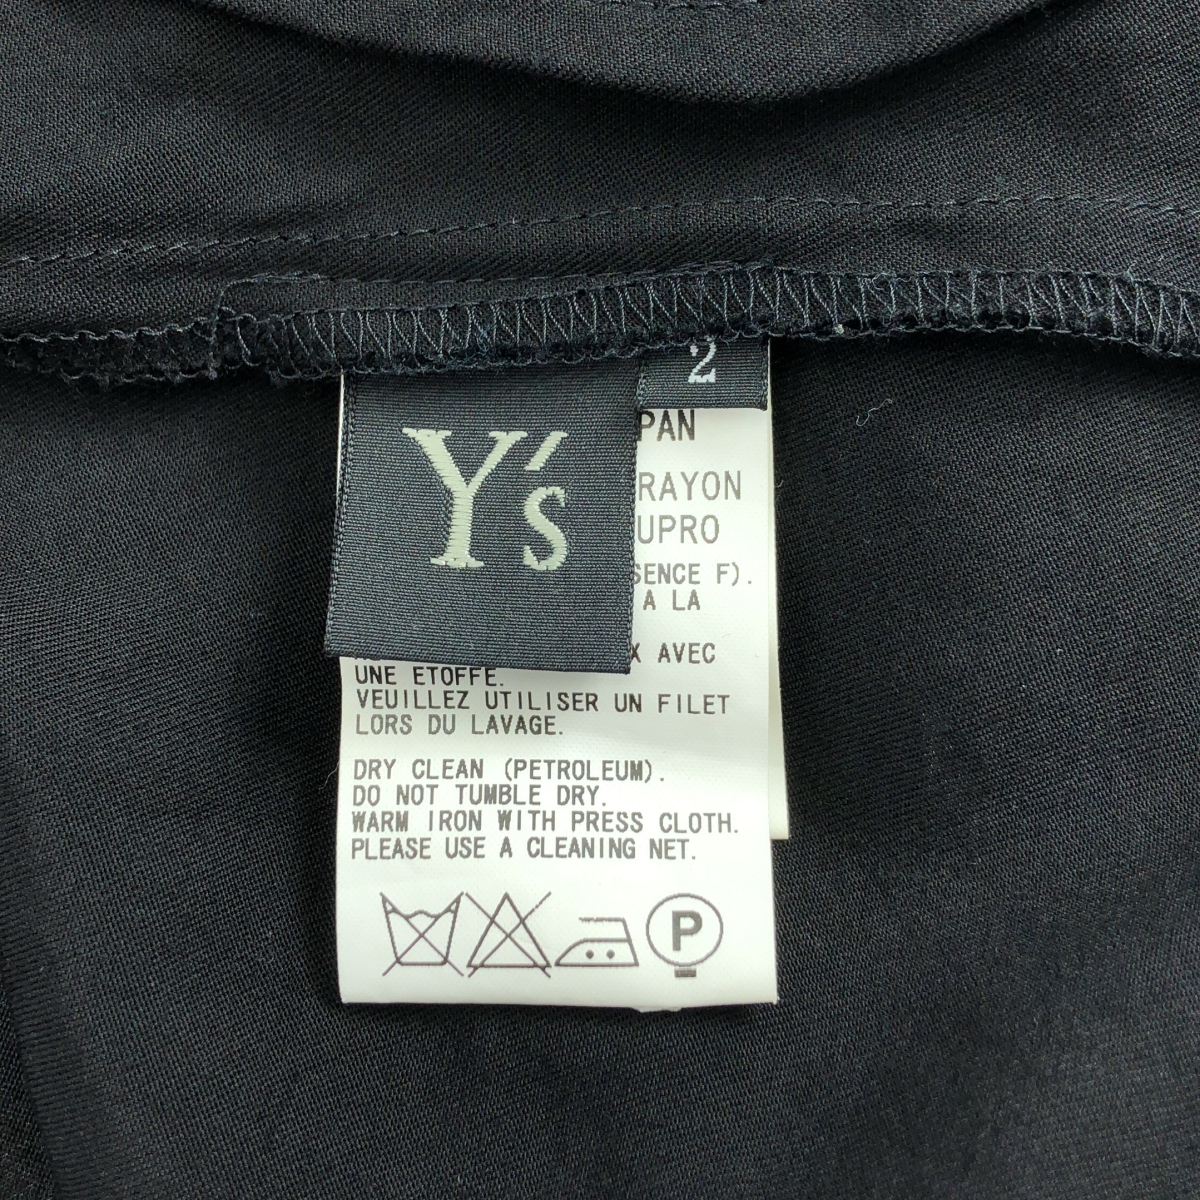 2
Y's
PAN
RAYON
UPRO
SENCE F).
A LA
X AVEC
UNE ETOFFE.
VEUILLEZ UTILISER UN FILET
LORS DU LAVAGE.
DRY CLEAN (PETROLEUM).
DO NOT TUMBLE DRY.
WARM IRON WITH PRESS CLOTH.
PLEASE USE A CLEANING NET.
P